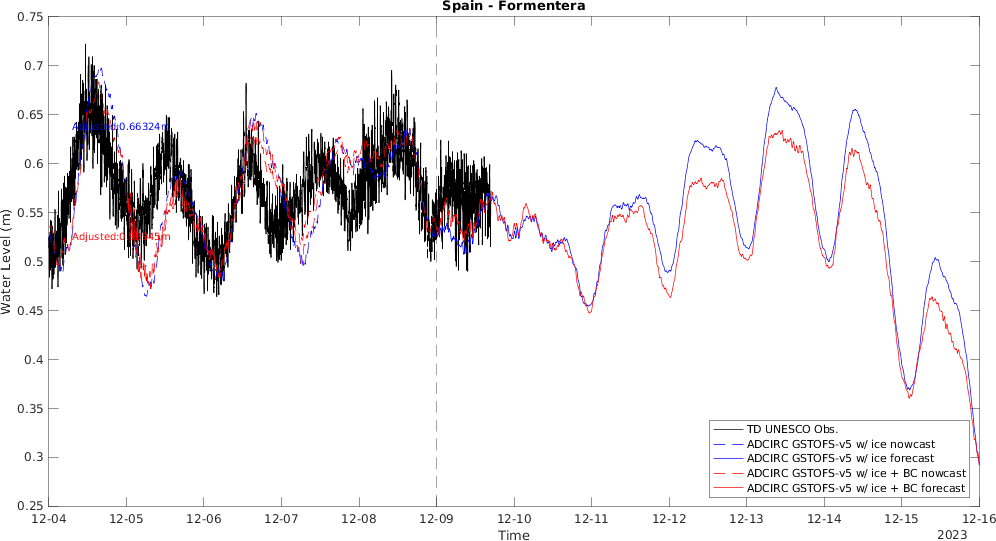 Spain - Formentera
Water Level (m)
0.75
0.7
0.65
0.6
0.55
0.5
0.45
0.4
0.35
0.3
0.25
Adjusted:0.66324m
TD UNESCO Obs.
ADCIRC GSTOFS-v5 w/ ice nowcast
ADCIRC GSTOFS-v5 w/ ice forecast
ADCIRC GSTOFS-v5 w/ ice + BC nowcast
ADCIRC GSTOFS-v5 w/ ice + BC forecast
12-04 12-05 12-06 12-07 12-08 12-09 12-10 12-11 12-12 12-13 12-14 12-15 12-16
Time
2023